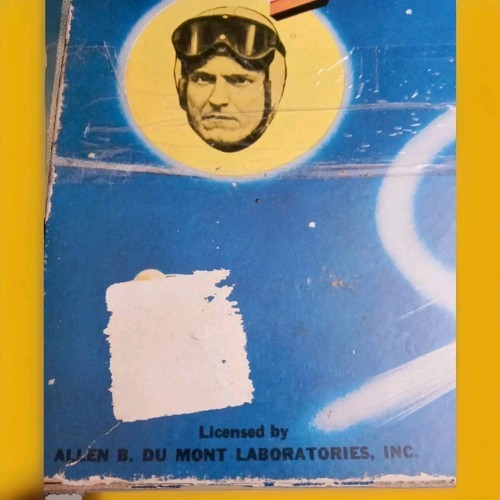 Licensed by
ALLEN B. DU MONT LABORATORIES, INC.